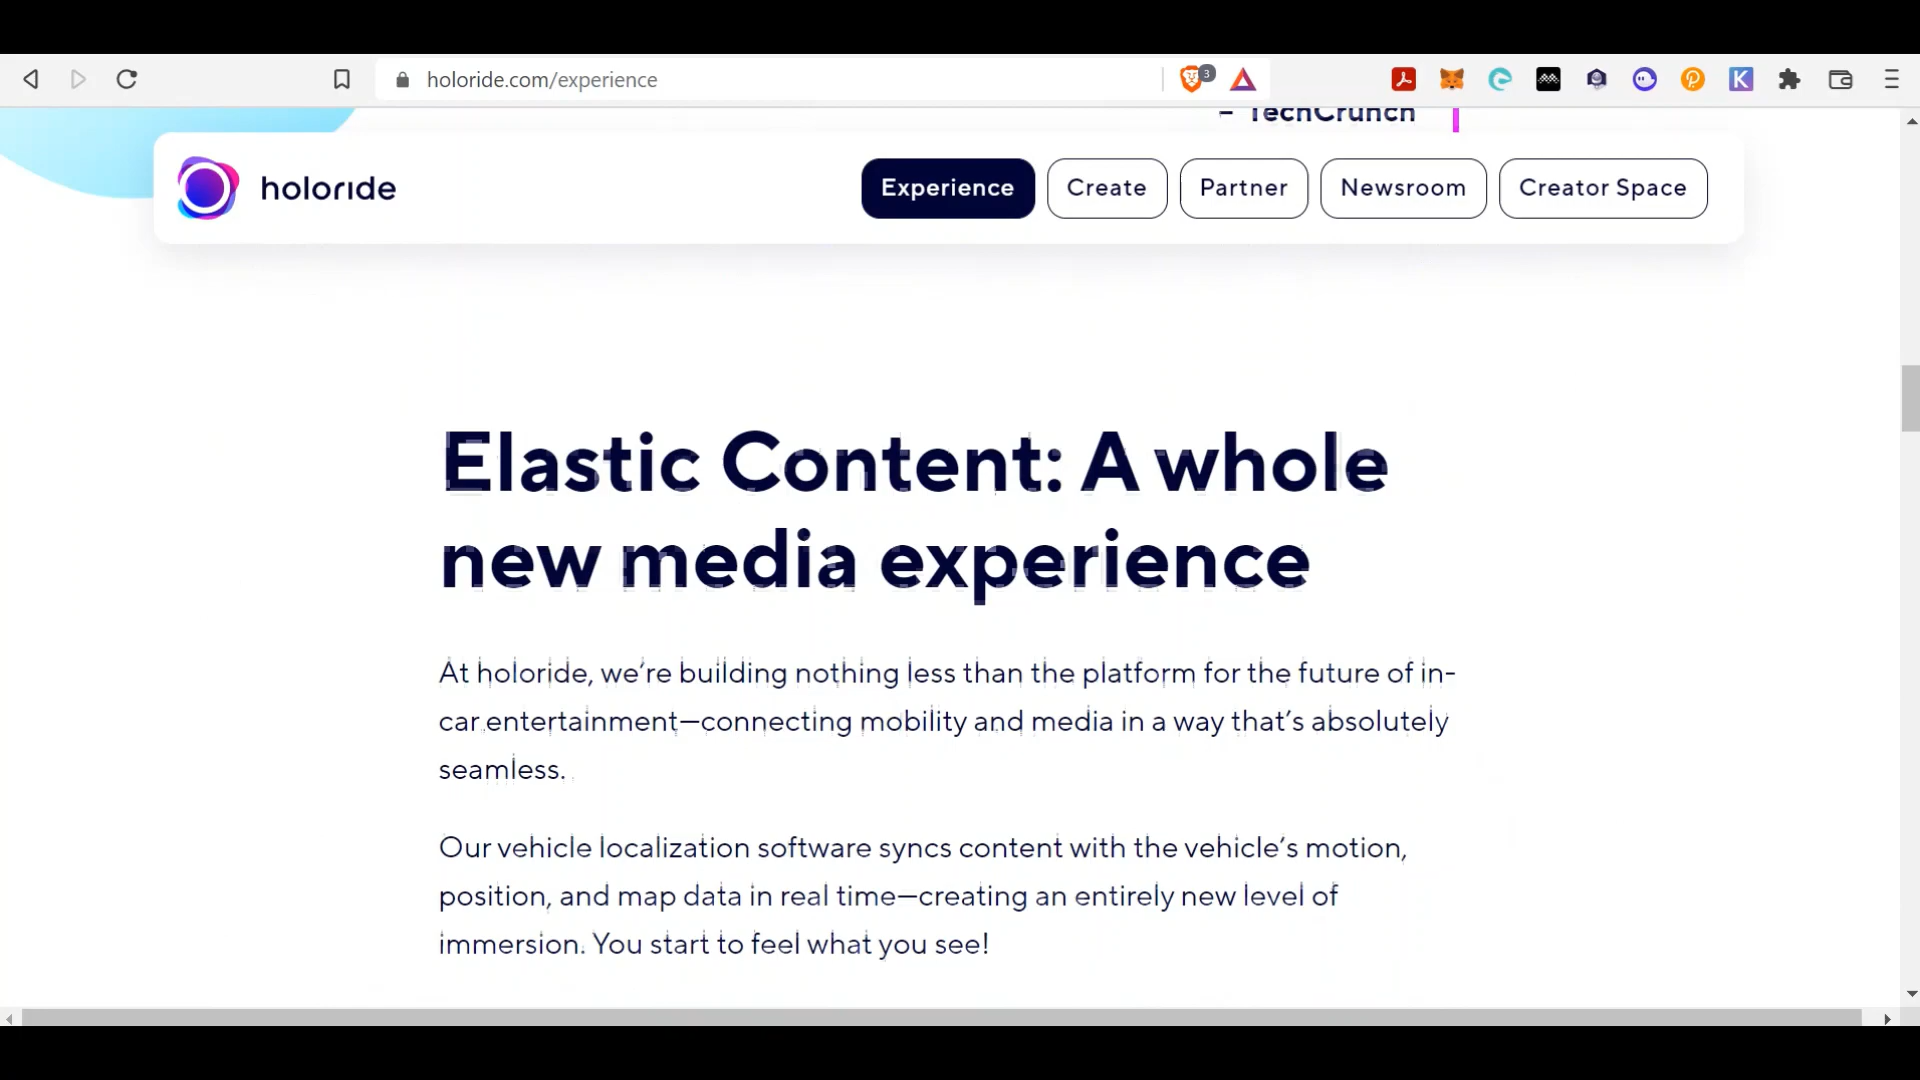 holoride.com/experience
3
– TechCrunch
holoride
Experience
Create
Partner
Newsroom
Creator Space
Elastic Content: A whole
new media experience
At holoride, we’re building nothing less than the platform for the future of in-
car entertainment—connecting mobility and media in a way that’s absolutely
seamless.
Our vehicle localization software syncs content with the vehicle’s motion,
position, and map data in real time—creating an entirely new level of
immersion. You start to feel what you see!